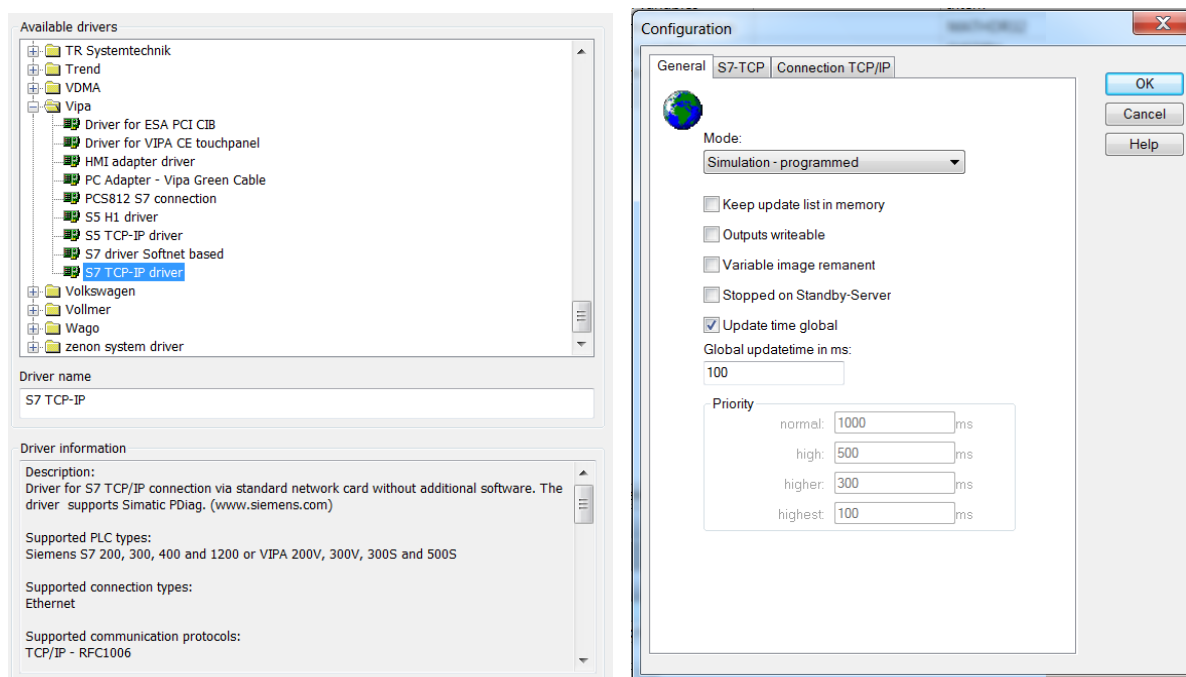 Available drivers
TR Systemtechnik
Trend
VDMA
Vipa
Driver for ESA PCI CIB
Driver for VIPA CE touchpanel
HMI adapter driver
PC Adapter - Vipa Green Cable
PCS812 S7 connection
S5 H1 driver
S5 TCP-IP driver
S7 driver Softnet based
S7 TCP-IP driver
Volkswagen
Vollmer
Wago
zenon system driver
Driver name
S7 TCP-IP
Driver information
Description:
Driver for S7 TCP/IP connection via standard network card without additional software. The
driver supports Simatic PDiag. (www.siemens.com)
Supported PLC types:
Siemens S7 200, 300, 400 and 1200 or VIPA 200V, 300V, 300S and 500S
Supported connection types:
Ethernet
Supported communication protocols:
TCP/IP - RFC1006
Configuration
General S7-TCP Connection TCP/IP
OK
Cancel
Help
Mode:
Simulation - programmed
Keep update list in memory
Outputs writeable
Variable image remanent
Stopped on Standby-Server
Update time global
Global updatetime in ms:
100
Priority
normal: 1000 ms
high: 500 ms
higher: 300 ms
highest: 100 ms